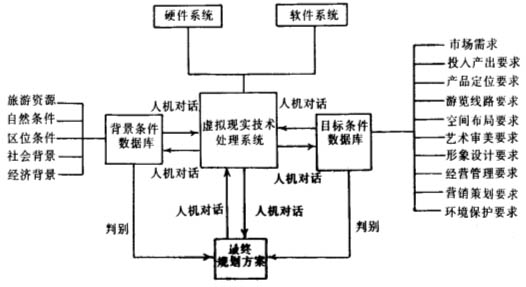 硬件系统
软件系统
旅游资源
自然条件
区位条件
社会背景
经济背景
背景条件
数据库
人机对话
人机对话
虚拟现实技术
处理系统
人机对话
人机对话
目标条件
数据库
市场需求
投入产出要求
产品定位要求
游览线路要求
空间布局要求
艺术审美要求
形象设计要求
经营管理要求
营销策划要求
环境保护要求
判别
人机对话
人机对话
判别
最终
规划方案